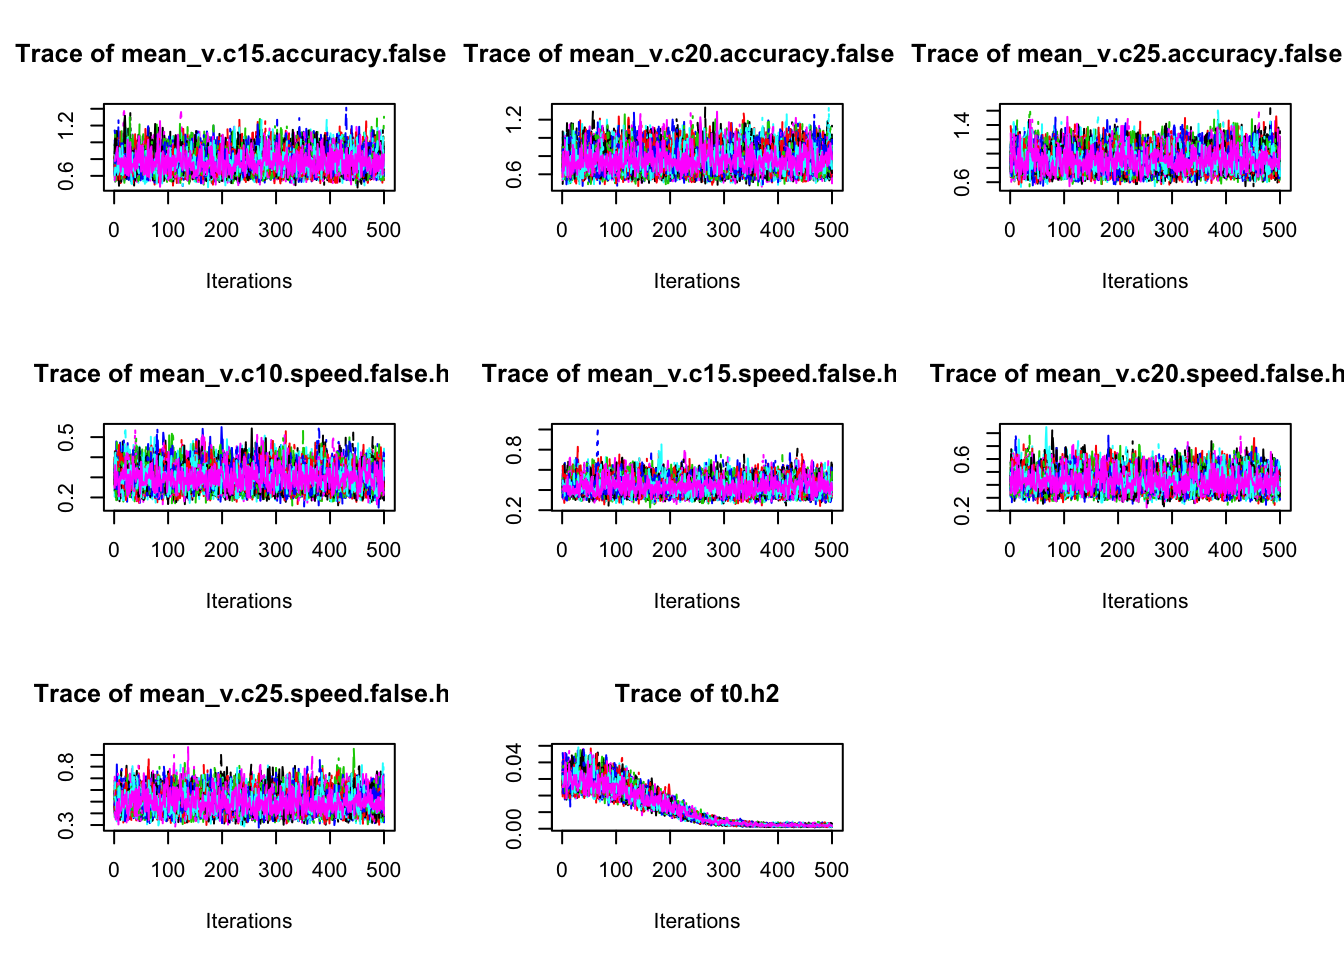 Trace of mean_v.c15.accuracy.false
Trace of mean_v.c20.accuracy.false
Trace of mean_v.c25.accuracy.false
1.2
0.6
0 100 200 300 400 500
Iterations
1.2
0.6
0 100 200 300 400 500
Iterations
1.4
0.6
0 100 200 300 400 500
Iterations
Trace of mean_v.c10.speed.false.h
Trace of mean_v.c15.speed.false.h
Trace of mean_v.c20.speed.false.h
0.5
0.2
0 100 200 300 400 500
Iterations
0.8
0.2
0 100 200 300 400 500
Iterations
0.6
0.2
0 100 200 300 400 500
Iterations
Trace of mean_v.c25.speed.false.h
Trace of t0.h2
0.8
0.3
0 100 200 300 400 500
Iterations
0.04
0.00
0 100 200 300 400 500
Iterations